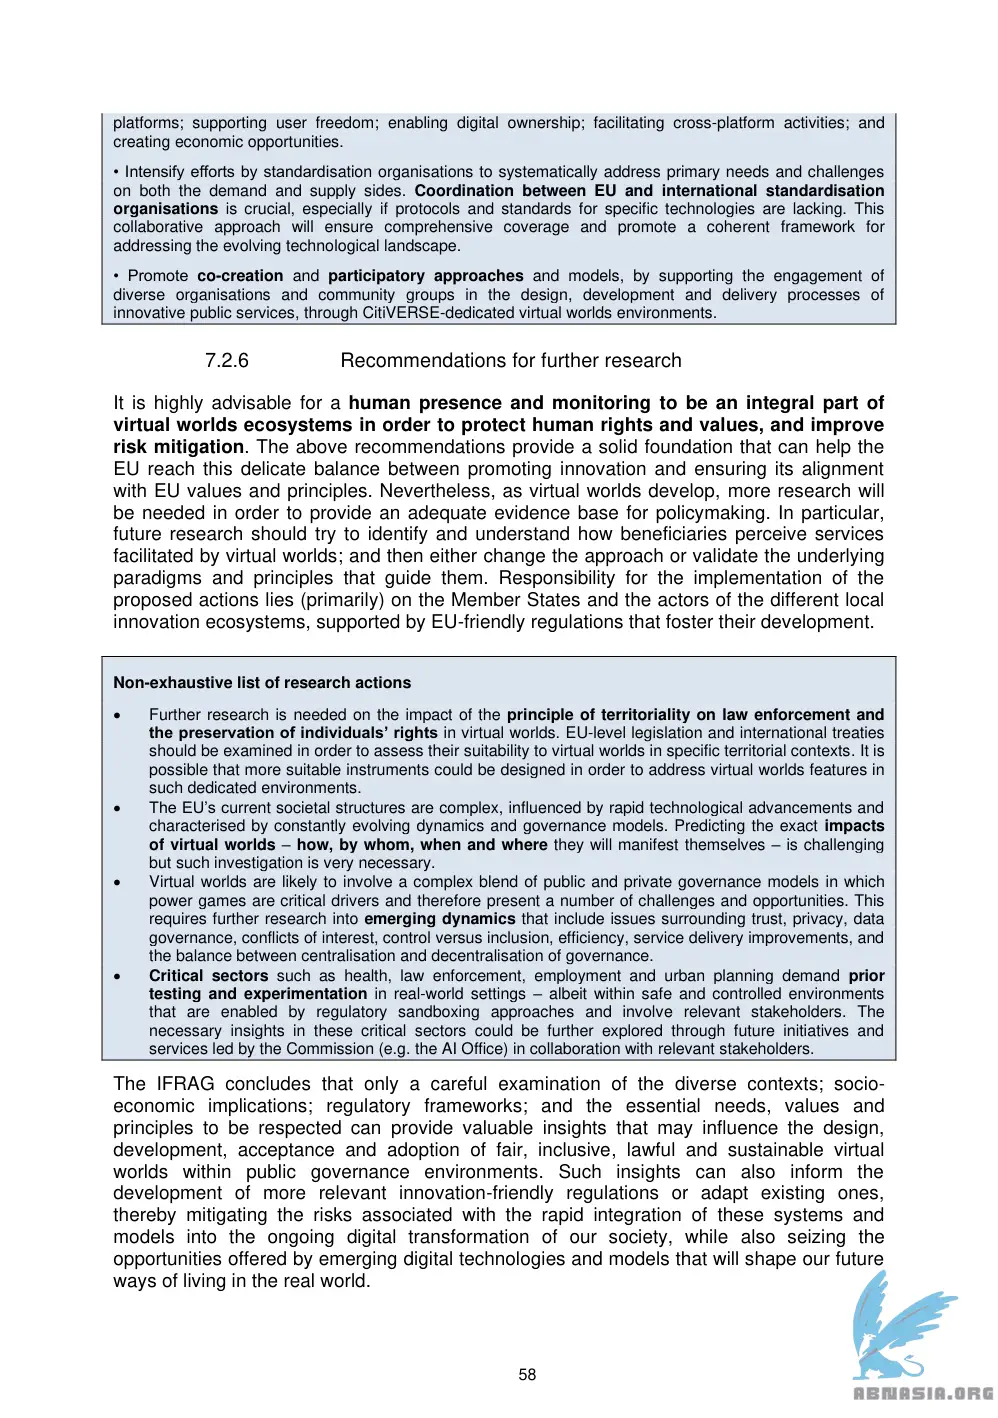 platforms; supporting user freedom; enabling digital ownership; facilitating cross-platform activities; and
creating economic opportunities.
• Intensify efforts by standardisation organisations to systematically address primary needs and challenges
on both the demand and supply sides. Coordination between EU and international standardisation
organisations is crucial, especially if protocols and standards for specific technologies are lacking. This
collaborative approach will ensure comprehensive coverage and promote a coherent framework for
addressing the evolving technological landscape.
• Promote co-creation and participatory approaches and models, by supporting the engagement of
diverse organisations and community groups in the design, development and delivery processes of
innovative public services, through CitiVERSE-dedicated virtual worlds environments.
7.2.6 Recommendations for further research
It is highly advisable for a human presence and monitoring to be an integral part of
virtual worlds ecosystems in order to protect human rights and values, and improve
risk mitigation. The above recommendations provide a solid foundation that can help the
EU reach this delicate balance between promoting innovation and ensuring its alignment
with EU values and principles. Nevertheless, as virtual worlds develop, more research will
be needed in order to provide an adequate evidence base for policymaking. In particular,
future research should try to identify and understand how beneficiaries perceive services
facilitated by virtual worlds; and then either change the approach or validate the underlying
paradigms and principles that guide them. Responsibility for the implementation of the
proposed actions lies (primarily) on the Member States and the actors of the different local
innovation ecosystems, supported by EU-friendly regulations that foster their development.
Non-exhaustive list of research actions
• Further research is needed on the impact of the principle of territoriality on law enforcement and
the preservation of individuals’ rights in virtual worlds. EU-level legislation and international treaties
should be examined in order to assess their suitability to virtual worlds in specific territorial contexts. It is
possible that more suitable instruments could be designed in order to address virtual worlds features in
such dedicated environments.
• The EU’s current societal structures are complex, influenced by rapid technological advancements and
characterised by constantly evolving dynamics and governance models. Predicting the exact impacts
of virtual worlds – how, by whom, when and where they will manifest themselves – is challenging
but such investigation is very necessary.
• Virtual worlds are likely to involve a complex blend of public and private governance models in which
power games are critical drivers and therefore present a number of challenges and opportunities. This
requires further research into emerging dynamics that include issues surrounding trust, privacy, data
governance, conflicts of interest, control versus inclusion, efficiency, service delivery improvements, and
the balance between centralisation and decentralisation of governance.
• Critical sectors such as health, law enforcement, employment and urban planning demand prior
testing and experimentation in real-world settings – albeit within safe and controlled environments
that are enabled by regulatory sandboxing approaches and involve relevant stakeholders. The
necessary insights in these critical sectors could be further explored through future initiatives and
services led by the Commission (e.g. the AI Office) in collaboration with relevant stakeholders.
The IFRAG concludes that only a careful examination of the diverse contexts; socio-
economic implications; regulatory frameworks; and the essential needs, values and
principles to be respected can provide valuable insights that may influence the design,
development, acceptance and adoption of fair, inclusive, lawful and sustainable virtual
worlds within public governance environments. Such insights can also inform the
development of more relevant innovation-friendly regulations or adapt existing ones,
thereby mitigating the risks associated with the rapid integration of these systems and
models into the ongoing digital transformation of our society, while also seizing the
opportunities offered by emerging digital technologies and models that will shape our future
ways of living in the real world.
58
ABNASIA.ORG